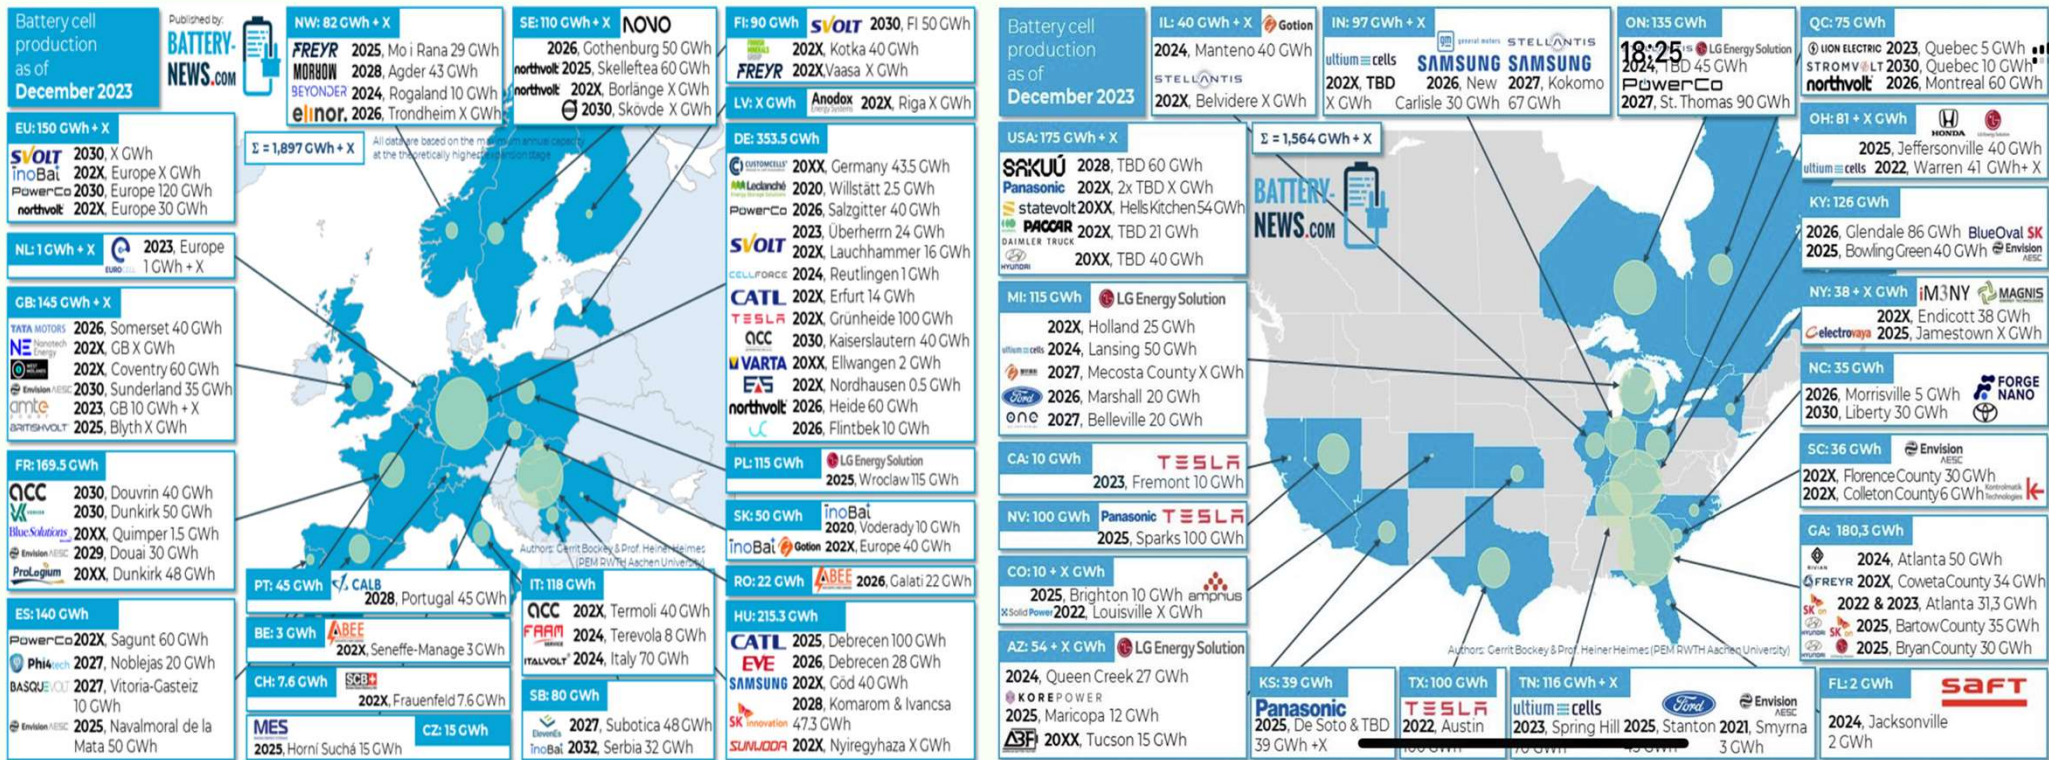 Battery cell
production
as of
December 2023
Published by:
BATTERY-
NEWS.COM
NW: 82 GWh + X
FREYR 2025, Mo i Rana 29 GWh
MORROW 2028, Agder 43 GWh
BEYONDER 2024, Rogaland 10 GWh
elinor. 2026, Trondheim X GWh
SE: 110 GWh + X NOVO
2026, Gothenburg 50 GWh
northvolt 2025, Skelleftea 60 GWh
northvolt 202X, Borlänge X GWh
2030, Skövde X GWh
FI: 90 GWh SVOLT 2030, FI 50 GWh
202X, Kotka 40 GWh
FREYR 202X, Vaasa X GWh
LV: X GWh Anodox Energy Systems 202X, Riga X GWh
EU: 150 GWh + X
SVOLT 2030, X GWh
inoBat 202X, Europe X GWh
PowerCo 2030, Europe 120 GWh
northvolt 202X, Europe 30 GWh
Σ = 1,897 GWh + X
All data are based on the maximum annual capacity
at the theoretically highest expansion stage
NL: 1 GWh + X
2023, Europe
1 GWh + X
GB: 145 GWh + X
TATA MOTORS 2026, Somerset 40 GWh
NE Nanotech Energy 202X, GB X GWh
202X, Coventry 60 GWh
Envision AESC 2030, Sunderland 35 GWh
amte power 2023, GB 10 GWh + X
BRITISHVOLT 2025, Blyth X GWh
FR: 169.5 GWh
acc 2030, Douvrin 40 GWh
VERKOR 2030, Dunkirk 50 GWh
BlueSolutions 20XX, Quimper 1.5 GWh
Envision AESC 2029, Douai 30 GWh
ProLogium 20XX, Dunkirk 48 GWh
ES: 140 GWh
PowerCo 202X, Sagunt 60 GWh
Phi4tech 2027, Noblejas 20 GWh
BASQUEVOLT 2027, Vitoria-Gasteiz
10 GWh
Envision AESC 2025, Navalmoral de la
Mata 50 GWh
PT: 45 GWh CALB
2028, Portugal 45 GWh
BE: 3 GWh ABEE
202X, Seneffe-Manage 3 GWh
CH: 7.6 GWh SCB
202X, Frauenfeld 7.6 GWh
MES CZ: 15 GWh
2025, Horní Suchá 15 GWh
IT: 118 GWh
acc 202X, Termoli 40 GWh
FAAM 2024, Terevola 8 GWh
ITALVOLT 2024, Italy 70 GWh
SB: 80 GWh
ElevenEs 2027, Subotica 48 GWh
inoBat 2032, Serbia 32 GWh
Authors: Gerrit Bockey & Prof. Heiner Heimes
(PEM RWTH Aachen University)
DE: 353.5 GWh
CUSTOMCELLS 20XX, Germany 43.5 GWh
Leclanché 2020, Willstätt 2.5 GWh
PowerCo 2026, Salzgitter 40 GWh
2023, Überherrn 24 GWh
SVOLT 202X, Lauchhammer 16 GWh
CELLFORCE 2024, Reutlingen 1 GWh
CATL 202X, Erfurt 14 GWh
TESLA 202X, Grünheide 100 GWh
acc 2030, Kaiserslautern 40 GWh
VARTA 20XX, Ellwangen 2 GWh
EAS 202X, Nordhausen 0.5 GWh
northvolt 2026, Heide 60 GWh
2026, Flintbek 10 GWh
PL: 115 GWh LG Energy Solution
2025, Wroclaw 115 GWh
SK: 50 GWh inoBat
2020, Voderady 10 GWh
inoBat Gotion 202X, Europe 40 GWh
RO: 22 GWh ABEE 2026, Galati 22 GWh
HU: 215.3 GWh
CATL 2025, Debrecen 100 GWh
EVE 2026, Debrecen 28 GWh
SAMSUNG 202X, Göd 40 GWh
SK innovation 2028, Komarom & Ivancsa
47.3 GWh
SUNWODA 202X, Nyiregyhaza X GWh
Battery cell
production
as of
December 2023
IL: 40 GWh + X Gotion
2024, Manteno 40 GWh
STELLANTIS
202X, Belvidere X GWh
IN: 97 GWh + X
gm general motors STELLANTIS
ultium cells SAMSUNG SAMSUNG
202X, TBD 2026, New 2027, Kokomo
X GWh Carlisle 30 GWh 67 GWh
ON: 135 GWh
18:25
LG Energy Solution
2024, TBD 45 GWh
PowerCo
2027, St. Thomas 90 GWh
QC: 75 GWh
LION ELECTRIC 2023, Quebec 5 GWh
STROMVOLT 2030, Quebec 10 GWh
northvolt 2026, Montreal 60 GWh
USA: 175 GWh + X
SAKUÚ 2028, TBD 60 GWh
Panasonic 202X, 2x TBD X GWh
statevolt 20XX, Hells Kitchen 54 GWh
PACCAR 202X, TBD 21 GWh
DAIMLER TRUCK
HYUNDAI 20XX, TBD 40 GWh
Σ = 1,564 GWh + X
BATTERY-
NEWS.COM
OH: 81 + X GWh HONDA
2025, Jeffersonville 40 GWh
ultium cells 2022, Warren 41 GWh+ X
KY: 126 GWh
2026, Glendale 86 GWh BlueOval SK
2025, Bowling Green 40 GWh Envision AESC
MI: 115 GWh LG Energy Solution
202X, Holland 25 GWh
ultium cells 2024, Lansing 50 GWh
2027, Mecosta County X GWh
Ford 2026, Marshall 20 GWh
one 2027, Belleville 20 GWh
NY: 38 + X GWh iM3NY MAGNIS
202X, Endicott 38 GWh
electrovaya 2025, Jamestown X GWh
NC: 35 GWh
2026, Morrisville 5 GWh FORGE NANO
2030, Liberty 30 GWh
CA: 10 GWh TESLA
2023, Fremont 10 GWh
NV: 100 GWh Panasonic TESLA
2025, Sparks 100 GWh
CO: 10 + X GWh
2025, Brighton 10 GWh amprius
Solid Power 2022, Louisville X GWh
AZ: 54 + X GWh LG Energy Solution
2024, Queen Creek 27 GWh
KOREPOWER
2025, Maricopa 12 GWh
ABF 20XX, Tucson 15 GWh
SC: 36 GWh Envision AESC
202X, Florence County 30 GWh
202X, Colleton County 6 GWh Kontrolmatik Technologies
GA: 180,3 GWh
RIVIAN 2024, Atlanta 50 GWh
FREYR 202X, Coweta County 34 GWh
SK on 2022 & 2023, Atlanta 31,3 GWh
HYUNDAI SK on 2025, Bartow County 35 GWh
HYUNDAI 2025, Bryan County 30 GWh
Authors: Gerrit Bockey & Prof. Heiner Heimes (PEM RWTH Aachen University)
KS: 39 GWh
Panasonic
2025, De Soto & TBD
39 GWh +X
TX: 100 GWh
TESLA
2022, Austin
100 GWh
TN: 116 GWh + X
ultium cells Ford Envision AESC
2023, Spring Hill 2025, Stanton 2021, Smyrna
3 GWh
FL: 2 GWh SAFT
2024, Jacksonville
2 GWh